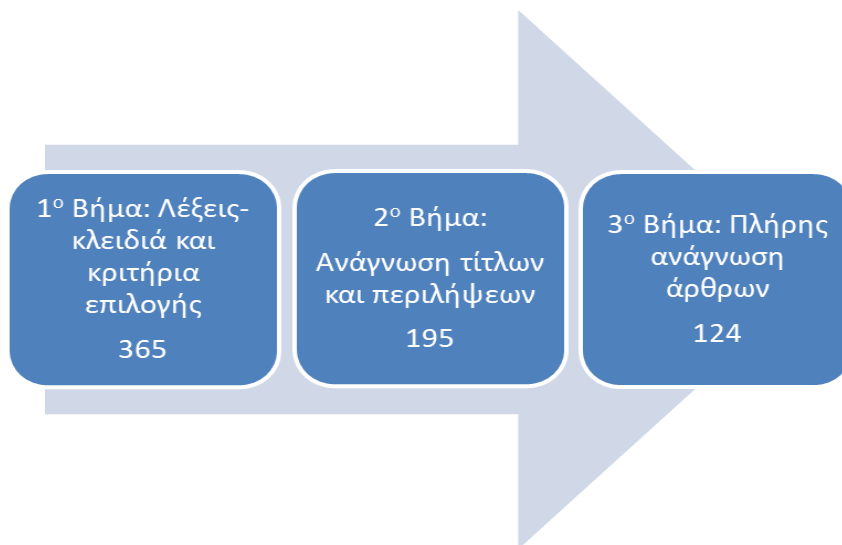 1ο Βήμα: Λέξεις-
κλειδιά και
κριτήρια
επιλογής
365
2ο Βήμα:
Ανάγνωση τίτλων
και περιλήψεων
195
3ο Βήμα: Πλήρης
ανάγνωση
άρθρων
124